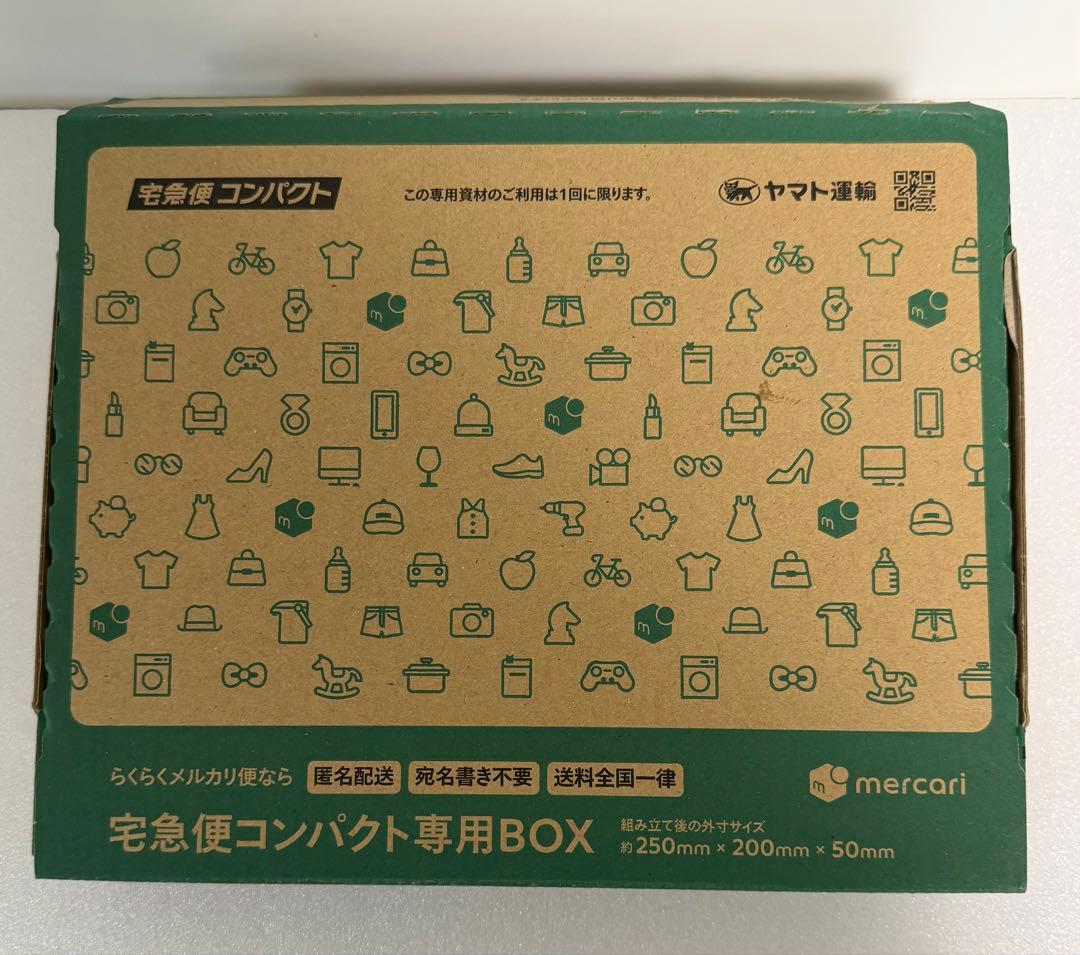 宅急便コンパクト
この専用資材のご利用は1回に限ります。
ヤマト運輸
らくらくメルカリ便なら 匿名配送 宛名書き不要 送料全国一律
mercari
宅急便コンパクト専用BOX
組み立て後の外寸サイズ
約250mm×200mm×50mm